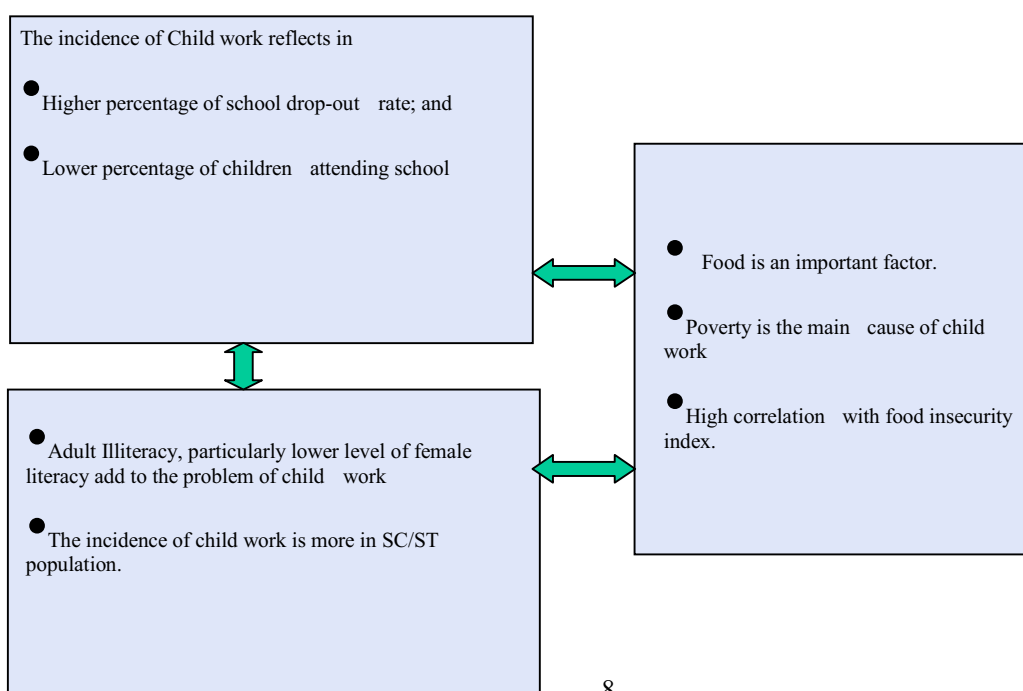 The incidence of Child work reflects in
● Higher percentage of school drop-out rate; and
● Lower percentage of children attending school
● Food is an important factor.
● Poverty is the main cause of child
work
● High correlation with food insecurity
index.
● Adult Illiteracy, particularly lower level of female
literacy add to the problem of child work
● The incidence of child work is more in SC/ST
population.
8